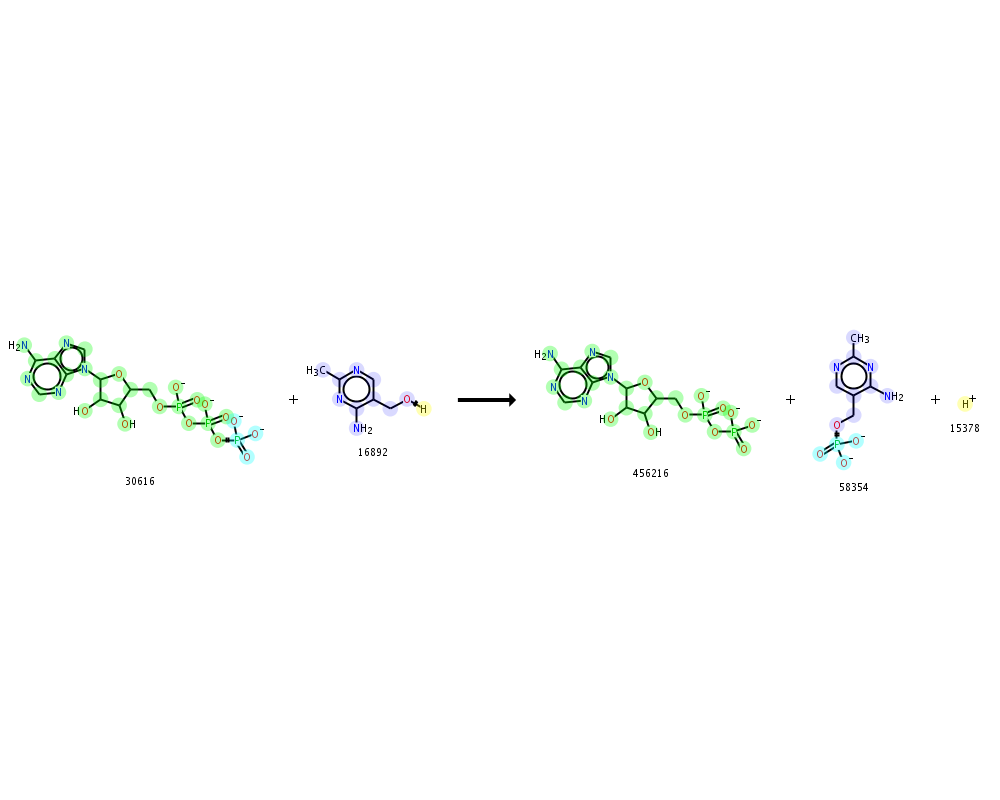 H2N N N N N O HO OH O P O⁻ O O P O⁻ O O P O⁻ O⁻ O
30616
+
H3C N N NH2 O H
16892
H2N N N N N O HO OH O P O⁻ O O P O⁻ O⁻ O
456216
+
CH3 N N NH2 O P O⁻ O O⁻
58354
+
H⁺
15378